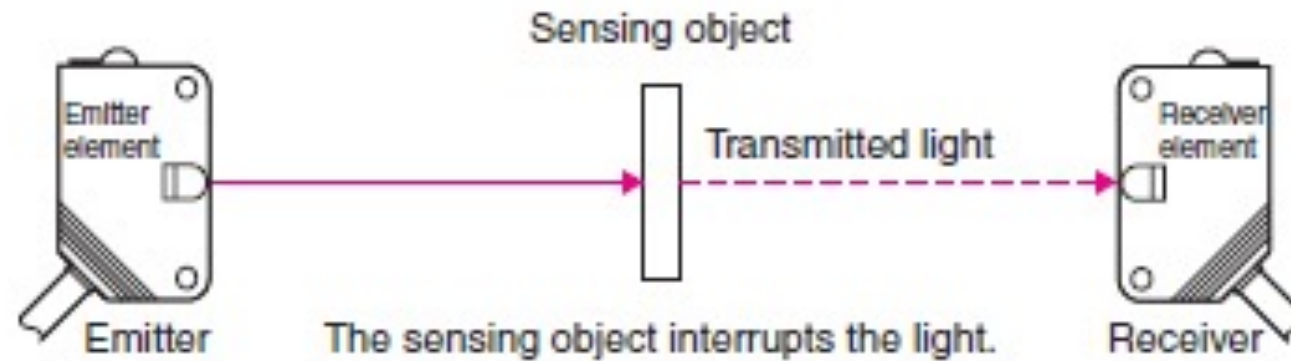 Sensing object
Emitter
element
Transmitted light
Receiver
element
Emitter
The sensing object interrupts the light.
Receiver